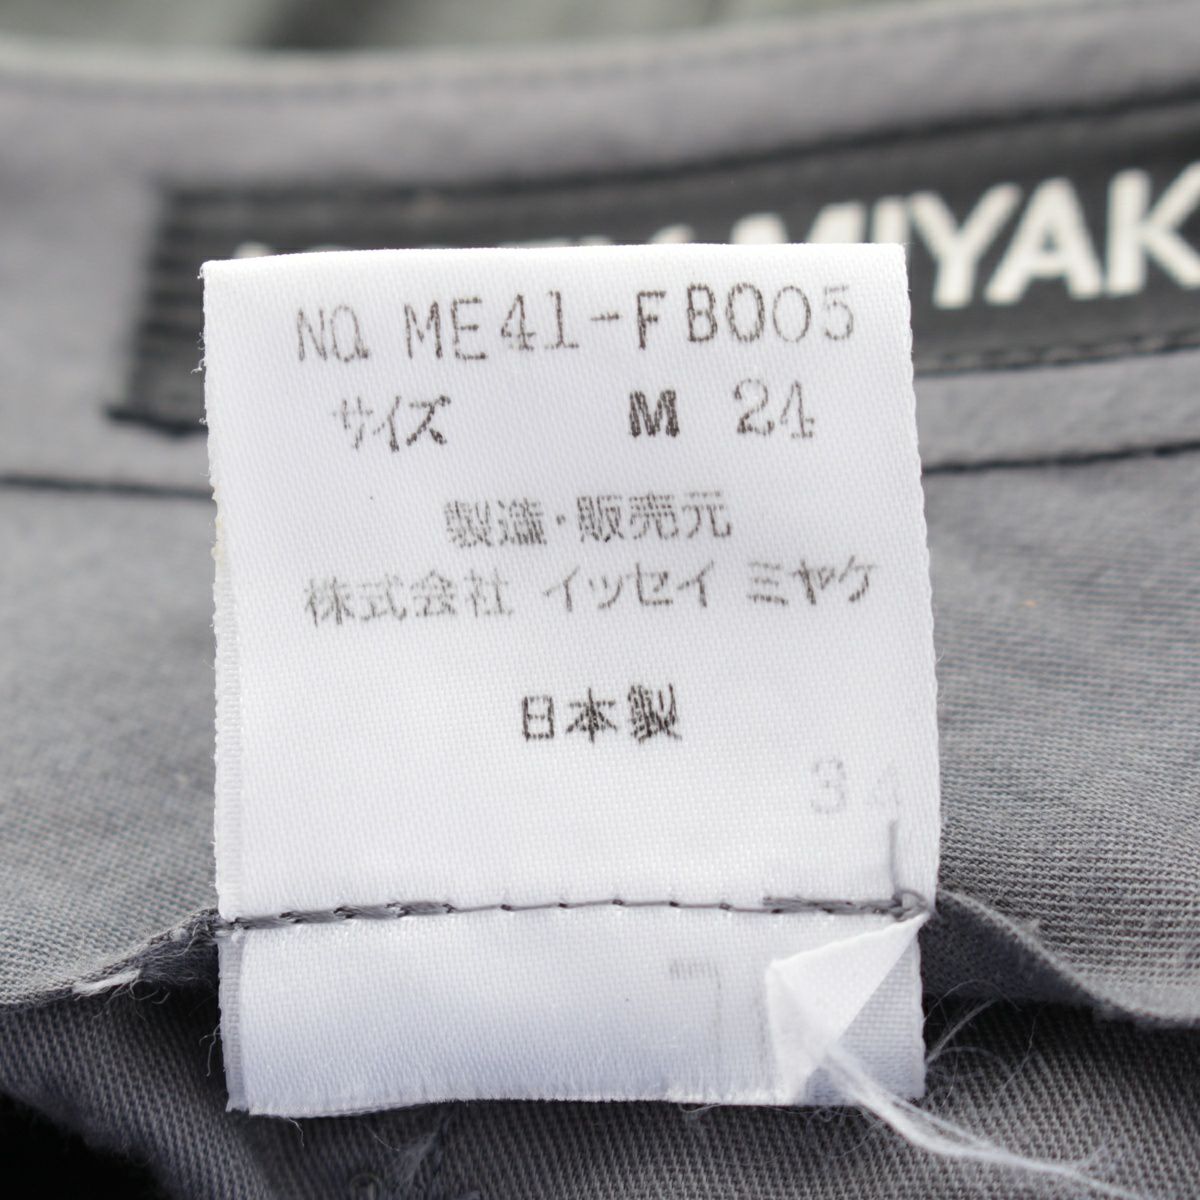 MIYAK
NO. ME41-FB005
サイズ M 24
製造・販売元
株式会社 イッセイ ミヤケ
日本製
34